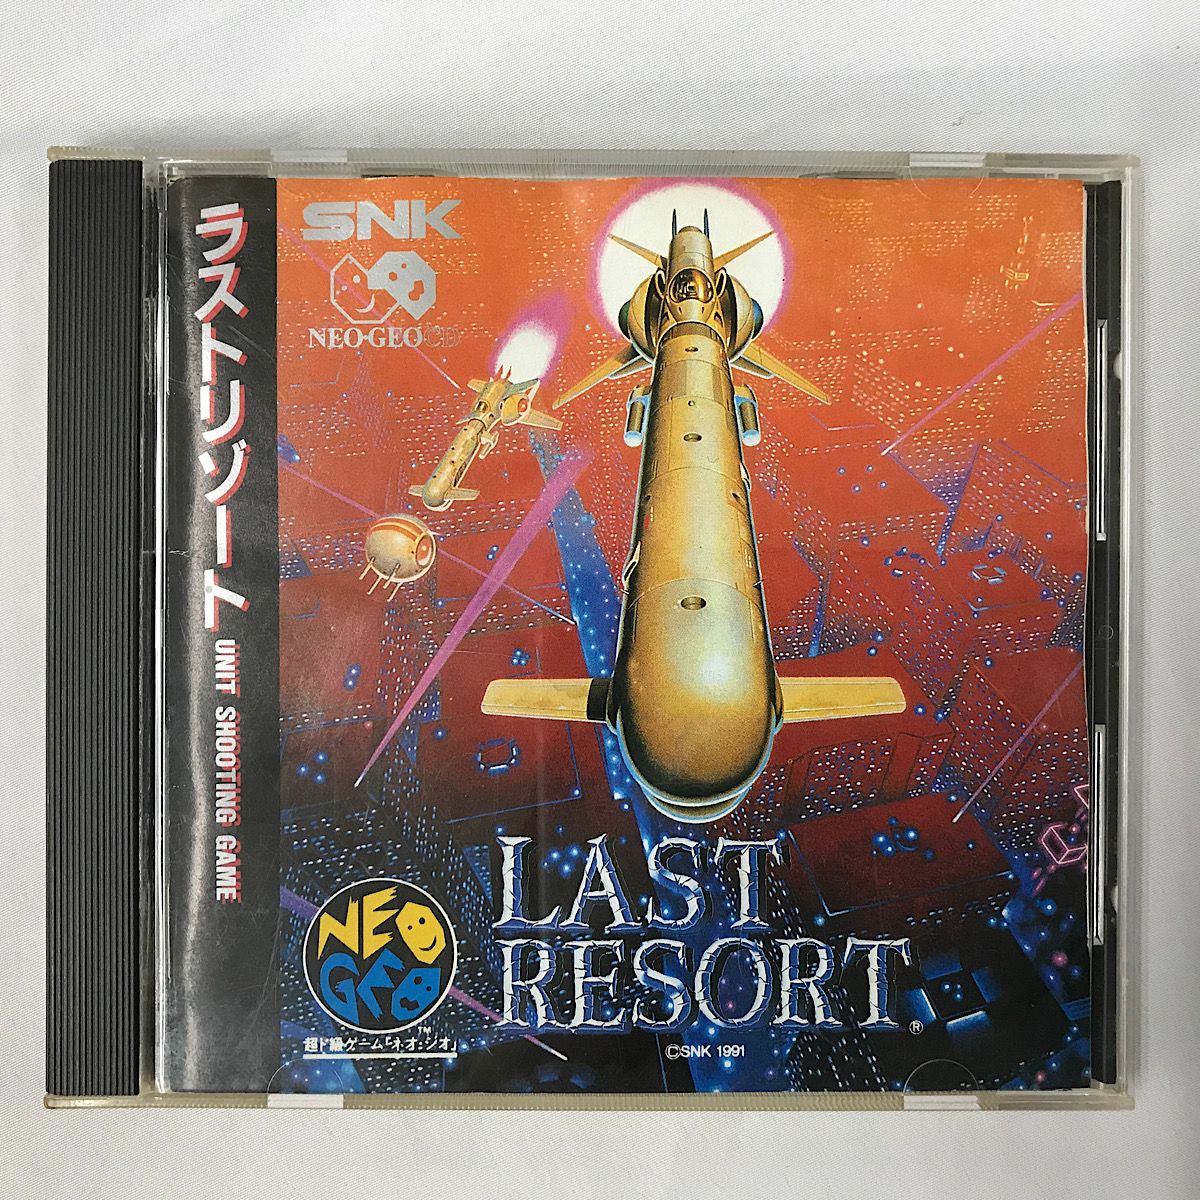 ラストリゾート
UNIT SHOOTING GAME
SNK
NEO·GEO CD
NEO
GEO
™
超ド級ゲーム「ネオ·ジオ」
LAST
RESORT
®
©SNK 1991